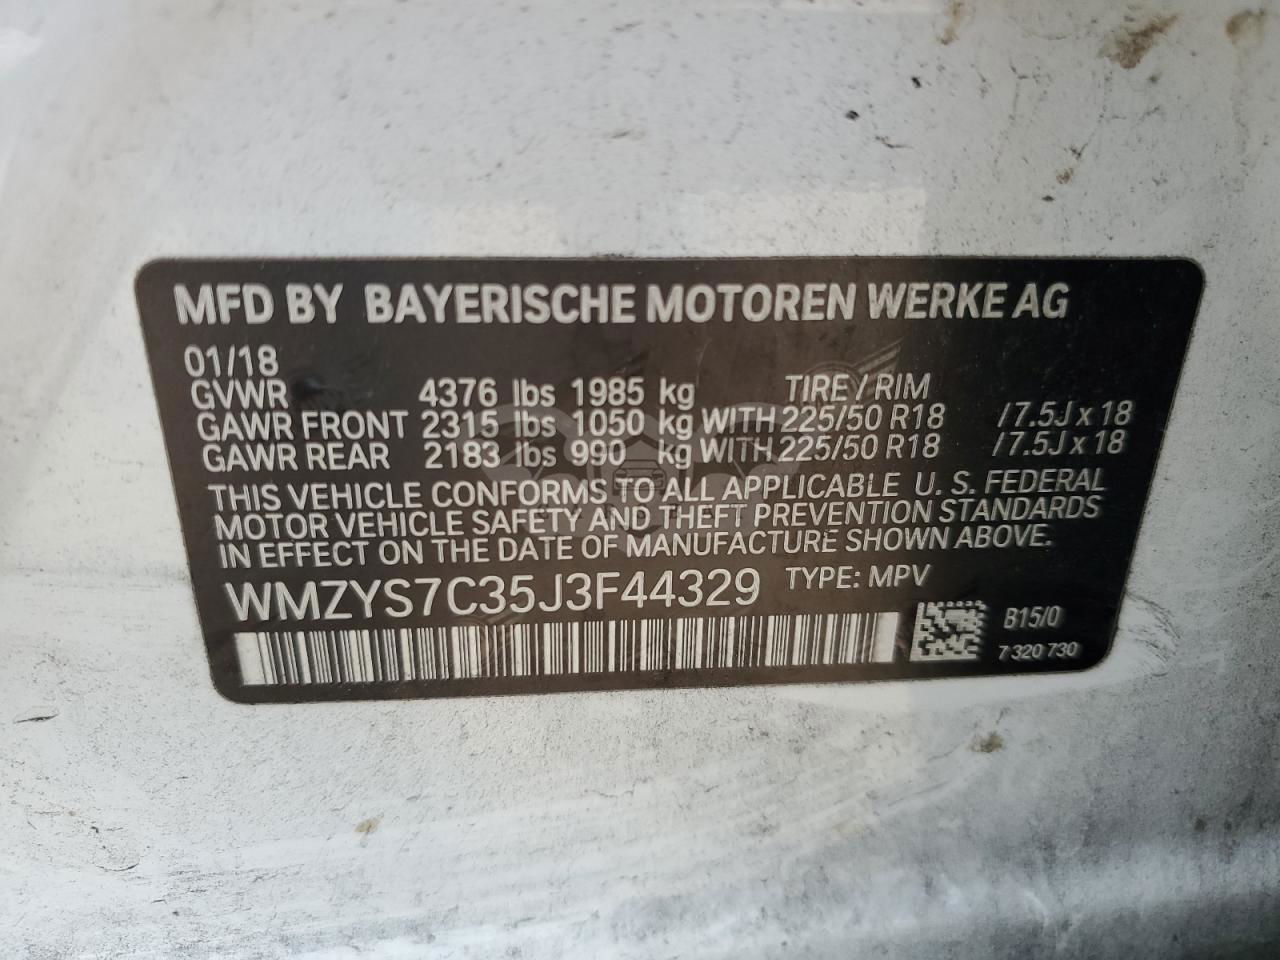 MFD BY BAYERISCHE MOTOREN WERKE AG
01/18
GVWR 4376 lbs 1985 kg TIRE / RIM
GAWR FRONT 2315 lbs 1050 kg WITH 225/50 R18 / 7.5J x 18
GAWR REAR 2183 lbs 990 kg WITH 225/50 R18 / 7.5J x 18
THIS VEHICLE CONFORMS TO ALL APPLICABLE U. S. FEDERAL
MOTOR VEHICLE SAFETY AND THEFT PREVENTION STANDARDS
IN EFFECT ON THE DATE OF MANUFACTURE SHOWN ABOVE.
WMZYS7C35J3F44329 TYPE: MPV
B15/0
7 320 730